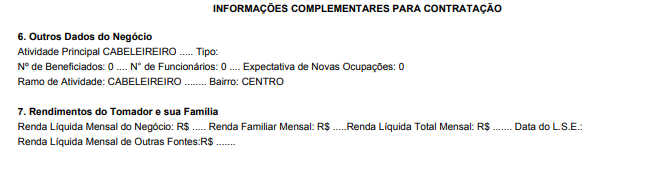 INFORMAÇÕES COMPLEMENTARES PARA CONTRATAÇÃO
6. Outros Dados do Negócio
Atividade Principal CABELEIREIRO ..... Tipo:
Nº de Beneficiados: 0 .... N° de Funcionários: 0 .... Expectativa de Novas Ocupações: 0
Ramo de Atividade: CABELEIREIRO ........ Bairro: CENTRO
7. Rendimentos do Tomador e sua Família
Renda Líquida Mensal do Negócio: R$ ..... Renda Familiar Mensal: R$ .....Renda Líquida Total Mensal: R$ ....... Data do L.S.E.:
Renda Líquida Mensal de Outras Fontes:R$ .......